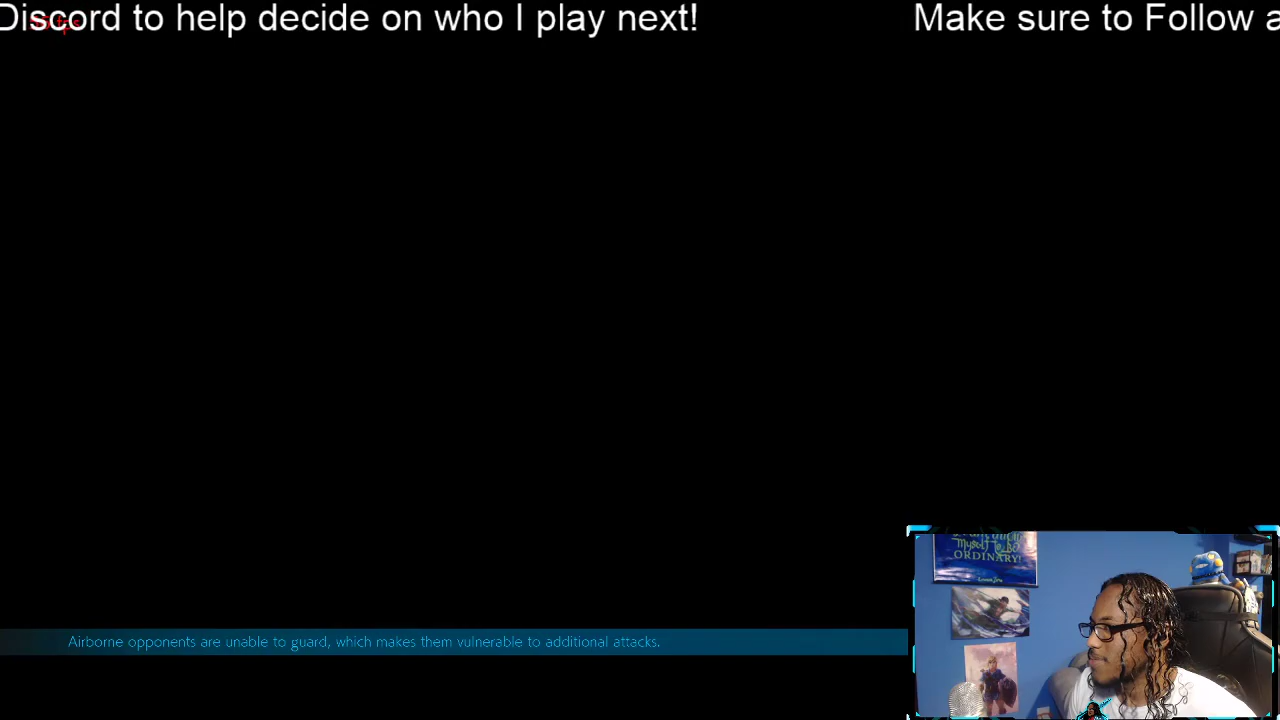 Discord to help decide on who I play next!
Make sure to Follow a
Airborne opponents are unable to guard, which makes them vulnerable to additional attacks.
ORDINARY!